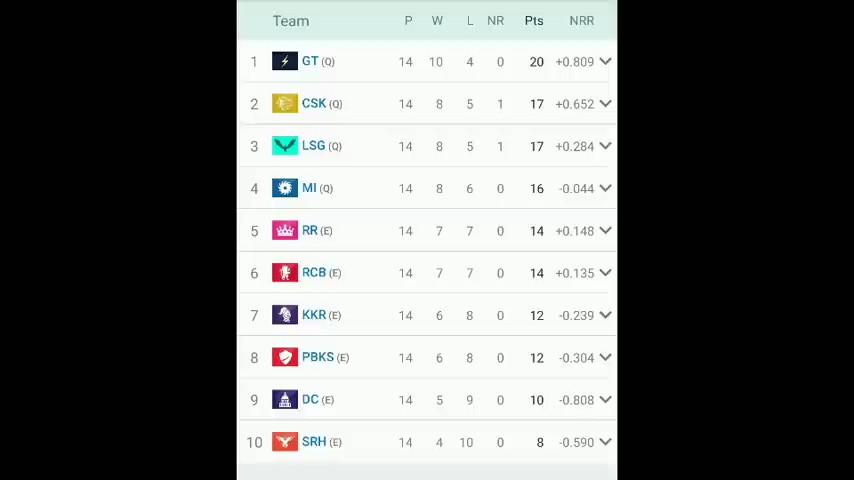 Team P W L NR Pts NRR
1 GT (Q) 14 10 4 0 20 +0.809
2 CSK (Q) 14 8 5 1 17 +0.652
3 LSG (Q) 14 8 5 1 17 +0.284
4 MI (Q) 14 8 6 0 16 -0.044
5 RR (E) 14 7 7 0 14 +0.148
6 RCB (E) 14 7 7 0 14 +0.135
7 KKR (E) 14 6 8 0 12 -0.239
8 PBKS (E) 14 6 8 0 12 -0.304
9 DC (E) 14 5 9 0 10 -0.808
10 SRH (E) 14 4 10 0 8 -0.590